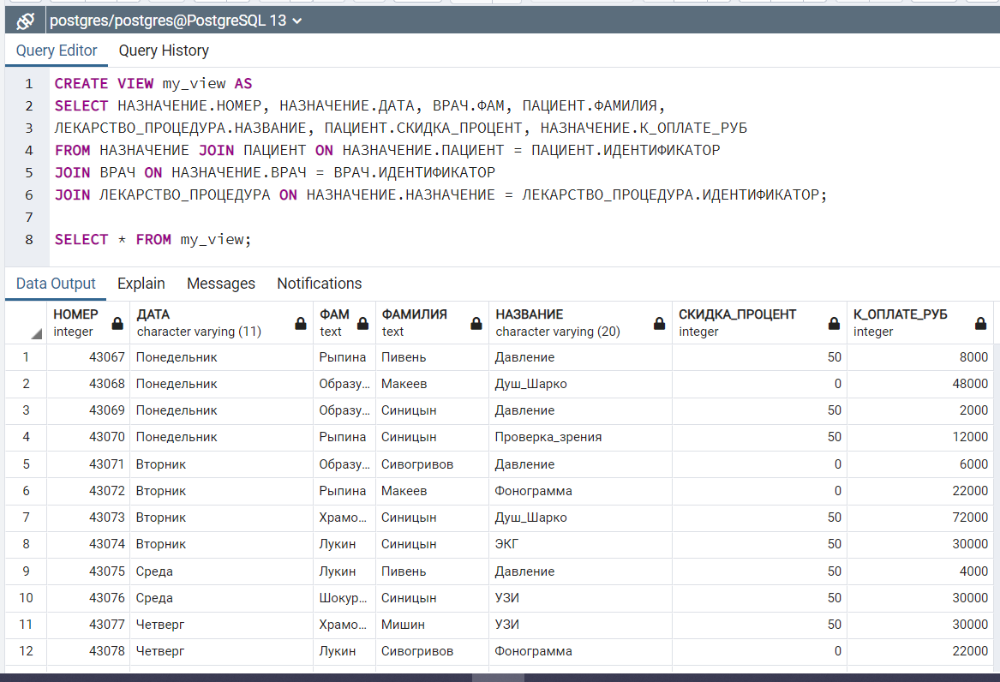 postgres/postgres@PostgreSQL 13
Query Editor Query History
1 CREATE VIEW my_view AS
2 SELECT НАЗНАЧЕНИЕ.НОМЕР, НАЗНАЧЕНИЕ.ДАТА, ВРАЧ.ФАМ, ПАЦИЕНТ.ФАМИЛИЯ,
3 ЛЕКАРСТВО_ПРОЦЕДУРА.НАЗВАНИЕ, ПАЦИЕНТ.СКИДКА_ПРОЦЕНТ, НАЗНАЧЕНИЕ.К_ОПЛАТЕ_РУБ
4 FROM НАЗНАЧЕНИЕ JOIN ПАЦИЕНТ ON НАЗНАЧЕНИЕ.ПАЦИЕНТ = ПАЦИЕНТ.ИДЕНТИФИКАТОР
5 JOIN ВРАЧ ON НАЗНАЧЕНИЕ.ВРАЧ = ВРАЧ.ИДЕНТИФИКАТОР
6 JOIN ЛЕКАРСТВО_ПРОЦЕДУРА ON НАЗНАЧЕНИЕ.НАЗНАЧЕНИЕ = ЛЕКАРСТВО_ПРОЦЕДУРА.ИДЕНТИФИКАТОР;
7
8 SELECT * FROM my_view;
Data Output Explain Messages Notifications
НОМЕР ДАТА ФАМ ФАМИЛИЯ НАЗВАНИЕ СКИДКА_ПРОЦЕНТ К_ОПЛАТЕ_РУБ
integer character varying (11) text text character varying (20) integer integer
1 43067 Понедельник Рыпина Пивень Давление 50 8000
2 43068 Понедельник Образу... Макеев Душ_Шарко 0 48000
3 43069 Понедельник Образу... Синицын Давление 50 2000
4 43070 Понедельник Рыпина Синицын Проверка_зрения 50 12000
5 43071 Вторник Образу... Сивогривов Давление 0 6000
6 43072 Вторник Рыпина Макеев Фонограмма 0 22000
7 43073 Вторник Храмо... Синицын Душ_Шарко 50 72000
8 43074 Вторник Лукин Синицын ЭКГ 50 30000
9 43075 Среда Лукин Пивень Давление 50 4000
10 43076 Среда Шокур... Синицын УЗИ 50 30000
11 43077 Четверг Храмо... Мишин УЗИ 50 30000
12 43078 Четверг Лукин Сивогривов Фонограмма 0 22000